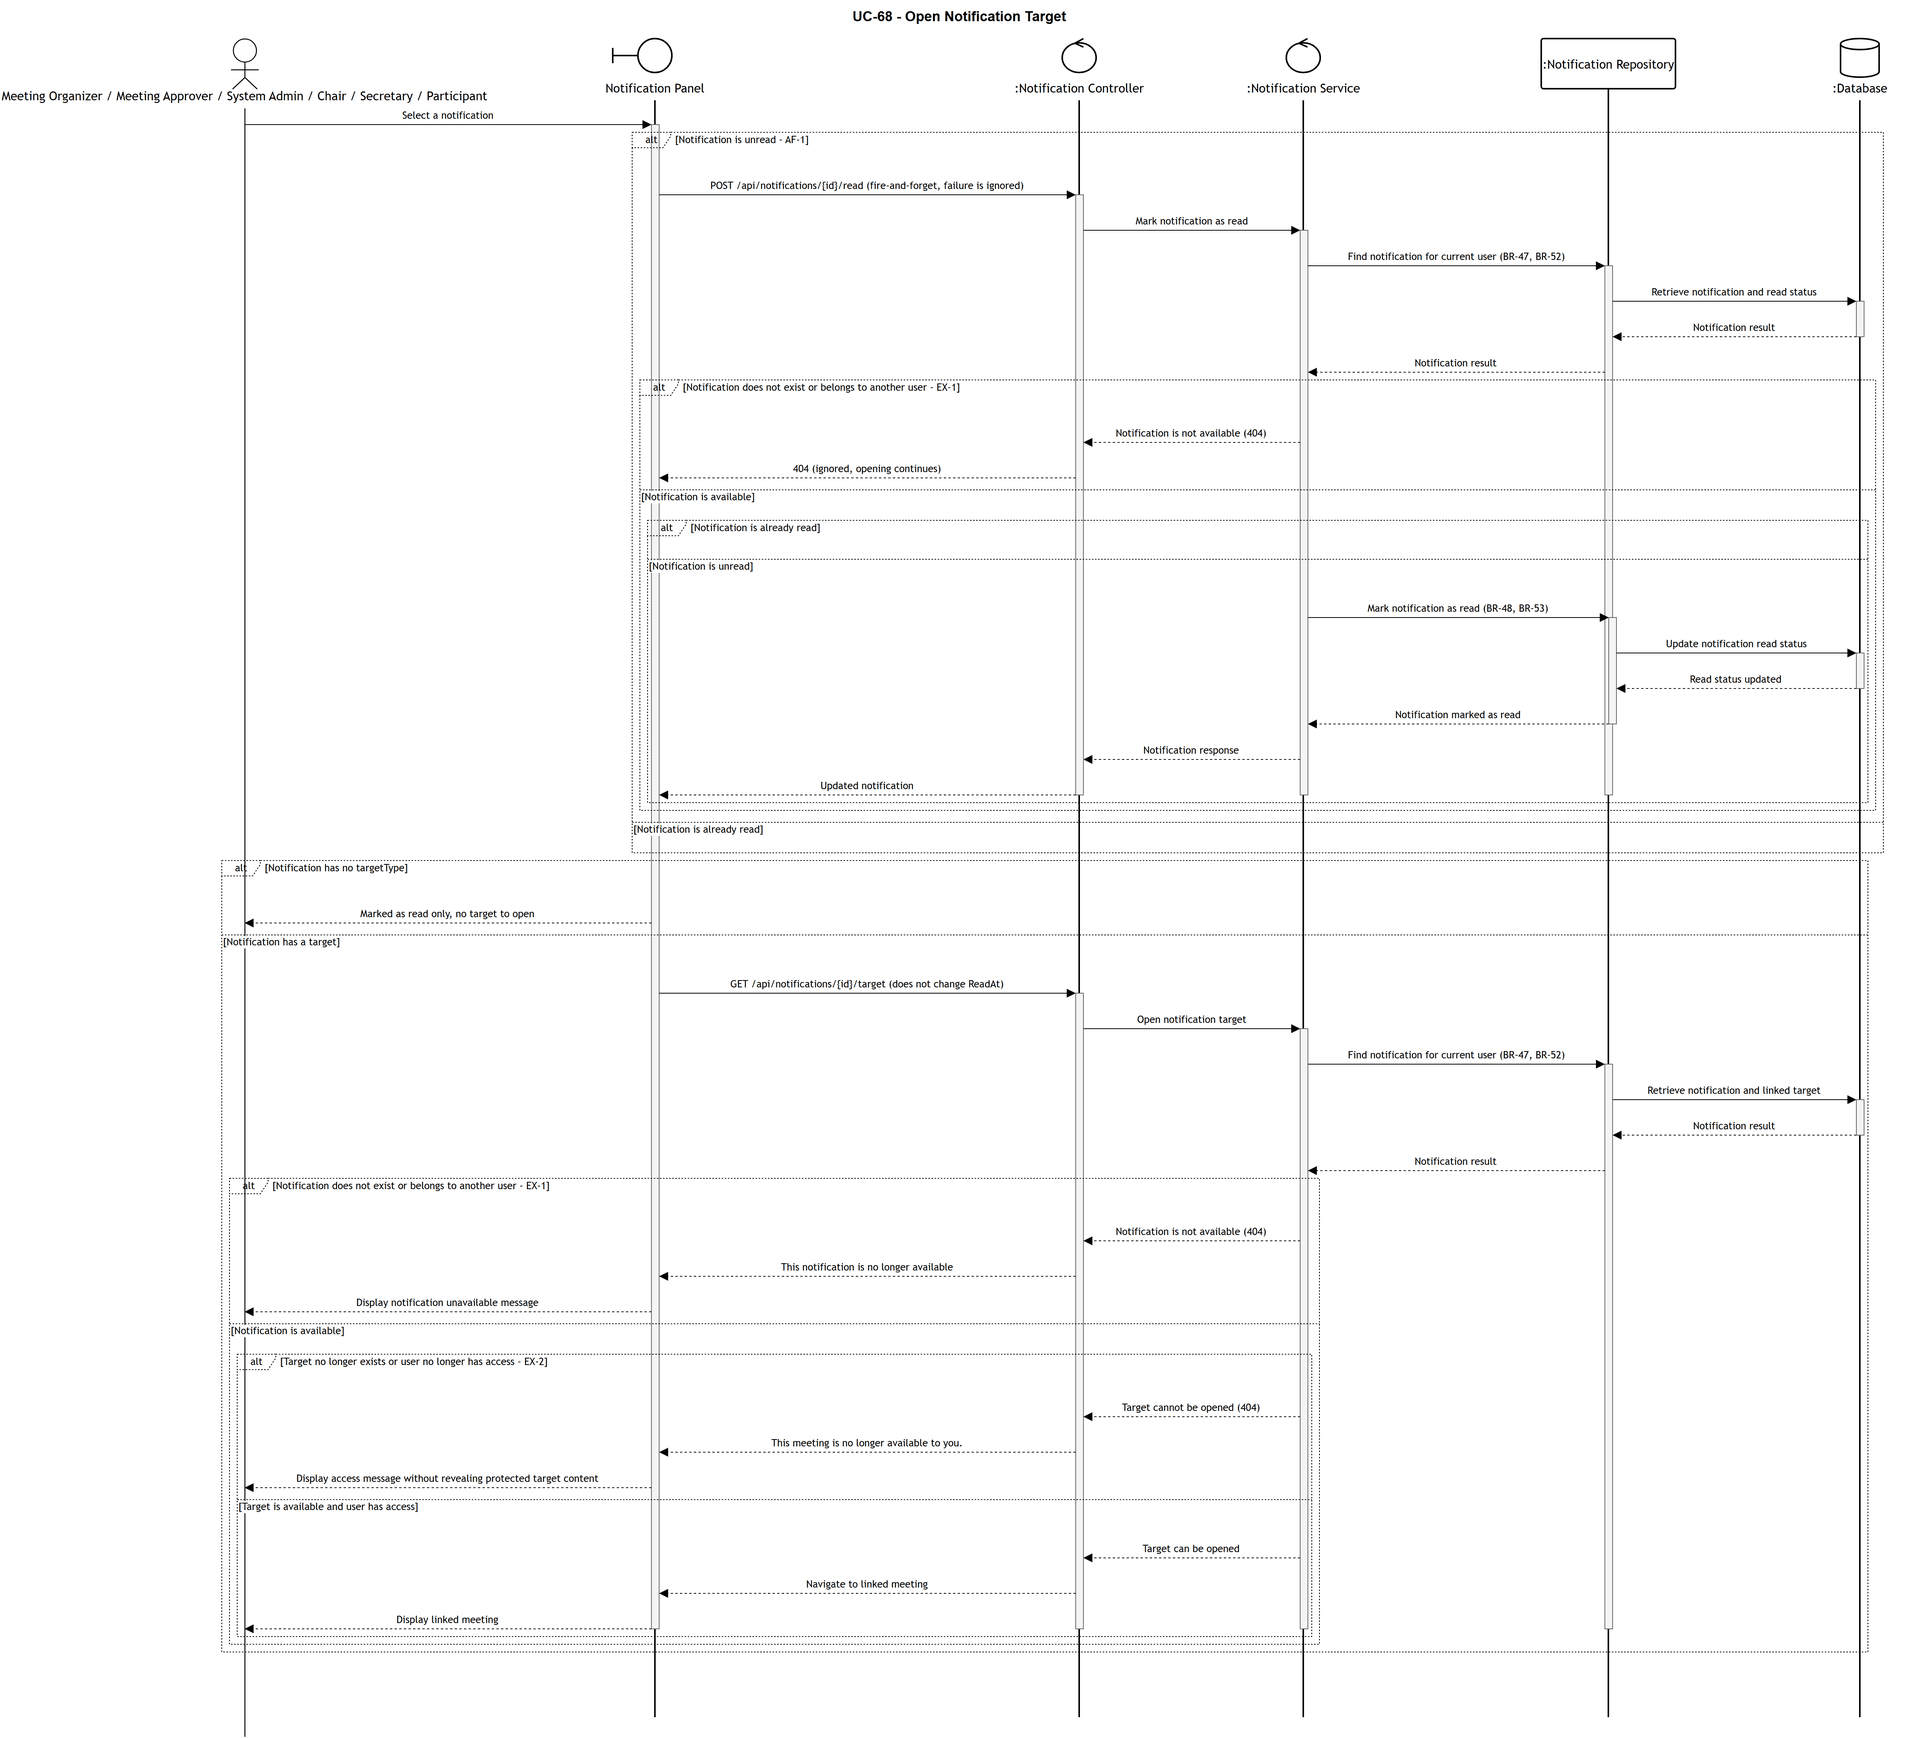 UC-68 - Open Notification Target
Meeting Organizer / Meeting Approver / System Admin / Chair / Secretary / Participant
Notification Panel
:Notification Controller
:Notification Service
:Notification Repository
:Database
Select a notification
alt [Notification is unread - AF-1]
POST /api/notifications/{id}/read (fire-and-forget, failure is ignored)
Mark notification as read
Find notification for current user (BR-47, BR-52)
Retrieve notification and read status
Notification result
Notification result
alt [Notification does not exist or belongs to another user - EX-1]
Notification is not available (404)
404 (ignored, opening continues)
[Notification is available]
alt [Notification is already read]
[Notification is unread]
Mark notification as read (BR-48, BR-53)
Update notification read status
Read status updated
Notification marked as read
Notification response
Updated notification
[Notification is already read]
alt [Notification has no targetType]
Marked as read only, no target to open
[Notification has a target]
GET /api/notifications/{id}/target (does not change ReadAt)
Open notification target
Find notification for current user (BR-47, BR-52)
Retrieve notification and linked target
Notification result
Notification result
alt [Notification does not exist or belongs to another user - EX-1]
Notification is not available (404)
This notification is no longer available
Display notification unavailable message
[Notification is available]
alt [Target no longer exists or user no longer has access - EX-2]
Target cannot be opened (404)
This meeting is no longer available to you.
Display access message without revealing protected target content
[Target is available and user has access]
Target can be opened
Navigate to linked meeting
Display linked meeting